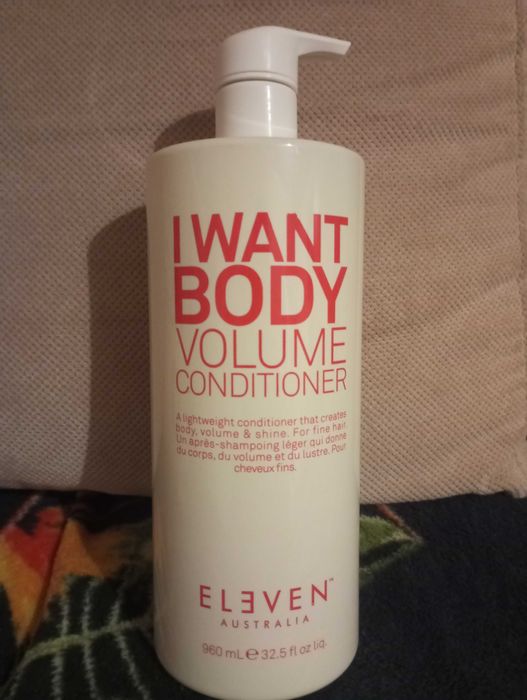 I WANT
BODY
VOLUME
CONDITIONER
A lightweight conditioner that creates
body, volume & shine. For fine hair.
Un après-shampoing léger qui donne
du corps, du volume et du lustre. Pour
cheveux fins.
ELEVEN™
AUSTRALIA
960 mL ℮ 32.5 fl oz liq.